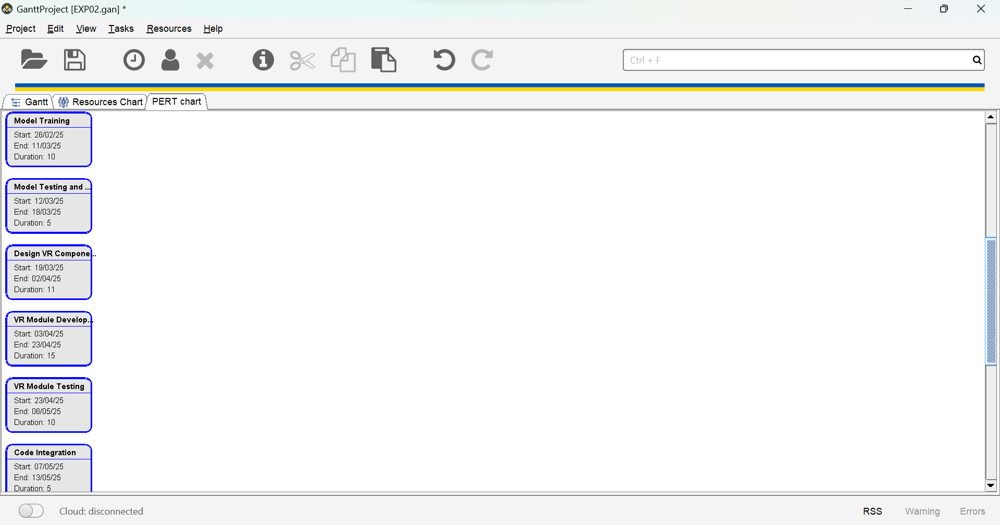 GanttProject [EXP02.gan] *
Project Edit View Tasks Resources Help
Ctrl + F
Gantt Resources Chart PERT chart
Model Training
Start: 26/02/25
End: 11/03/25
Duration: 10
Model Testing and ...
Start: 12/03/25
End: 18/03/25
Duration: 5
Design VR Compone...
Start: 19/03/25
End: 02/04/25
Duration: 11
VR Module Develop...
Start: 03/04/25
End: 23/04/25
Duration: 15
VR Module Testing
Start: 23/04/25
End: 06/05/25
Duration: 10
Code Integration
Start: 07/05/25
End: 13/05/25
Duration: 5
Cloud: disconnected
RSS Warning Errors